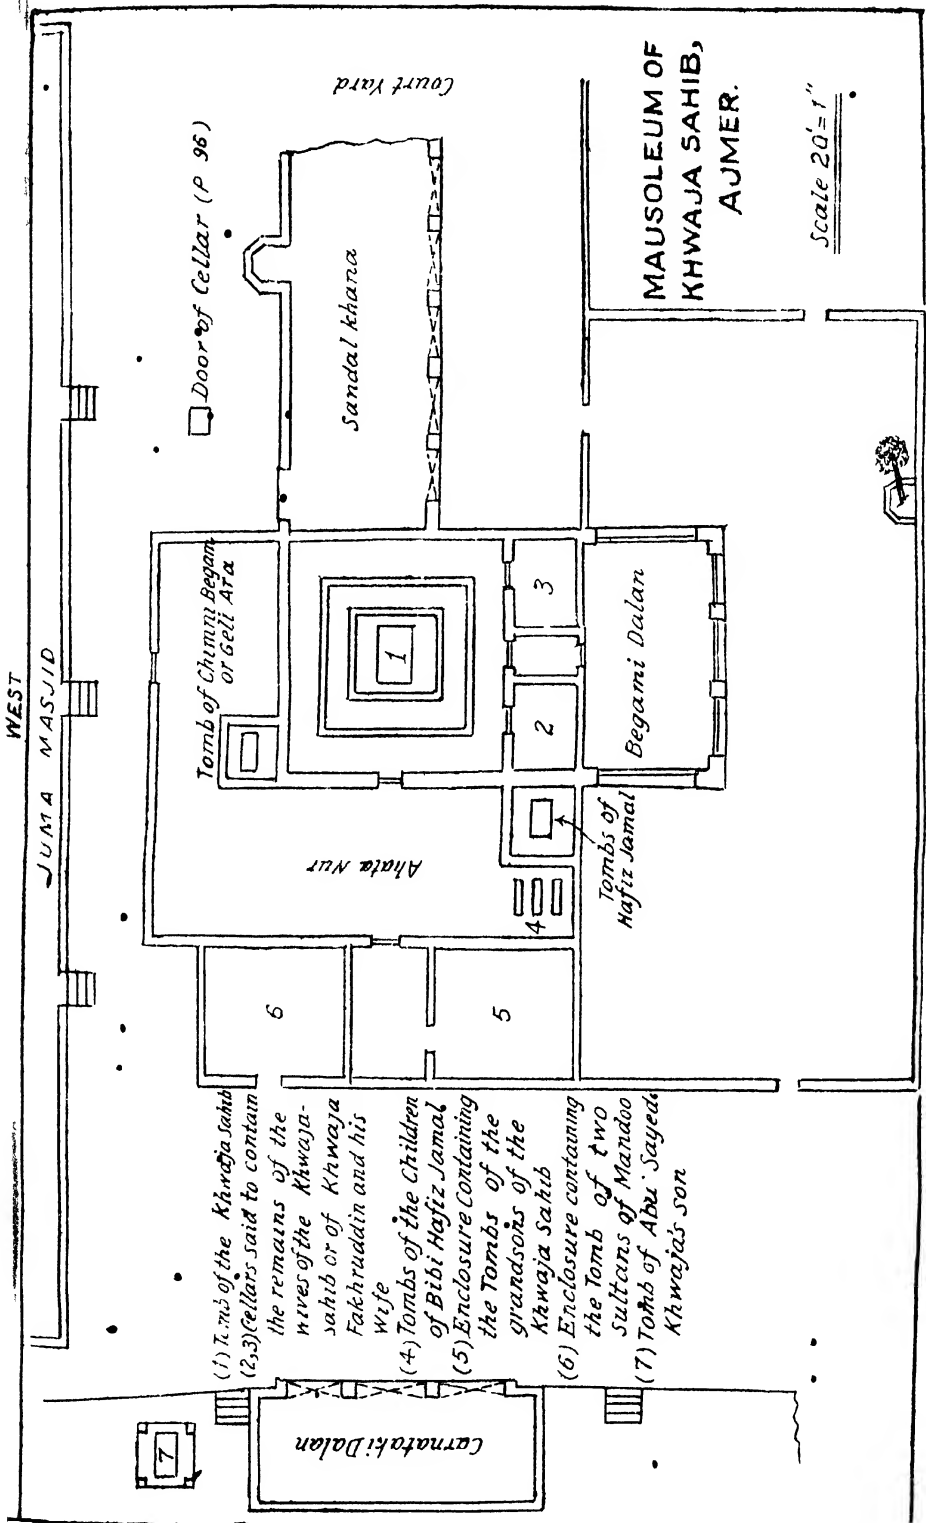 WEST
JUMA MASJID
MAUSOLEUM OF
KHWAJA SAHIB,
AJMER.
Scale 20'=1"
Court Yard
Door of Cellar (P 96)
Sandal khana
Tomb of Chimni Begam
or Geli Ara
1
3
2
Begami Dalan
Tombs of
Hafiz Jamal
Ahata Nur
4
6
5
(1) Tomb of the Khwaja Sahib
(2,3) Cellars said to contain
the remains of the
wives of the Khwaja-
sahib or of Khwaja
Fakhruddin and his
wife
(4) Tombs of the Children
of Bibi Hafiz Jamal
(5) Enclosure Containing
the Tombs of the
grandsons of the
Khwaja Sahib
(6) Enclosure containing
the Tomb of two
sultans of Mandoo
(7) Tomb of Abu Sayed,
Khwaja's son
Carnataki Dalan
7